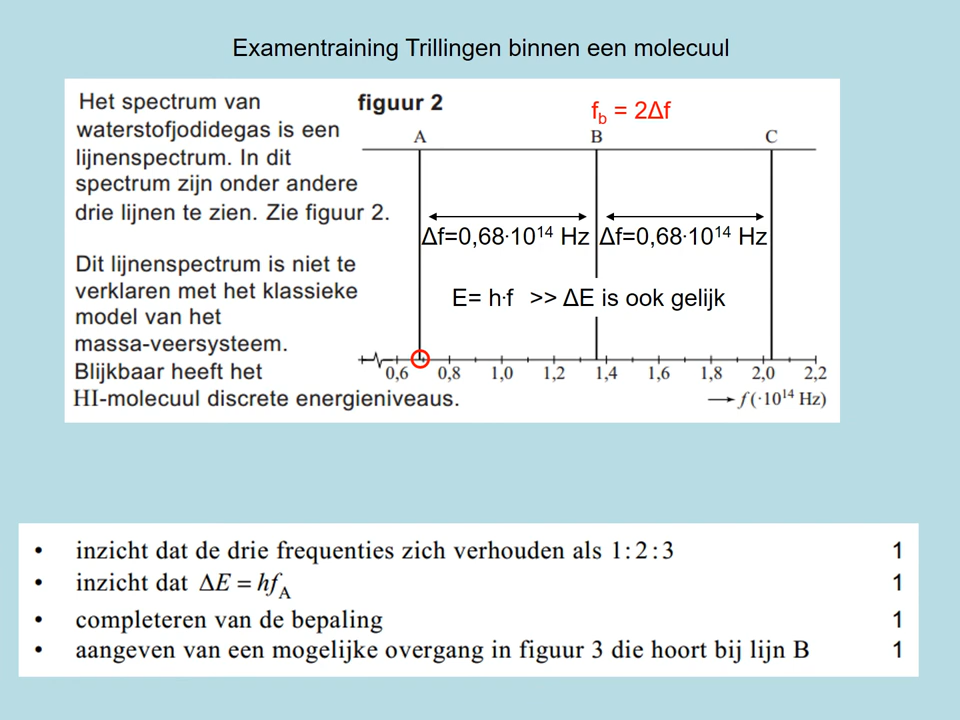 Examentraining Trillingen binnen een molecuul
Het spectrum van
waterstofjodidegas is een
lijnenspectrum. In dit
spectrum zijn onder andere
drie lijnen te zien. Zie figuur 2.
Dit lijnenspectrum is niet te
verklaren met het klassieke
model van het
massa-veersysteem.
Blijkbaar heeft het
HI-molecuul discrete energieniveaus.
figuur 2
f_b = 2Δf
A B C
Δf=0,68·10¹⁴ Hz Δf=0,68·10¹⁴ Hz
E= h·f >> ΔE is ook gelijk
0,6 0,8 1,0 1,2 1,4 1,6 1,8 2,0 2,2
→ f(·10¹⁴ Hz)
• inzicht dat de drie frequenties zich verhouden als 1:2:3 1
• inzicht dat ΔE = hf_A 1
• completeren van de bepaling 1
• aangeven van een mogelijke overgang in figuur 3 die hoort bij lijn B 1